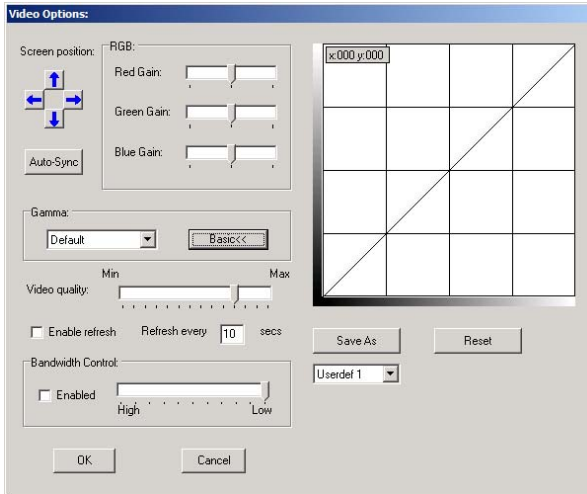 Video Options:
Screen position:
Auto-Sync
RGB:
Red Gain:
Green Gain:
Blue Gain:
Gamma:
Default
Basic<<
Min Max
Video quality:
Enable refresh Refresh every 10 secs
Bandwidth Control:
Enabled
High Low
OK Cancel
x:000 y:000
Save As Reset
Userdef 1